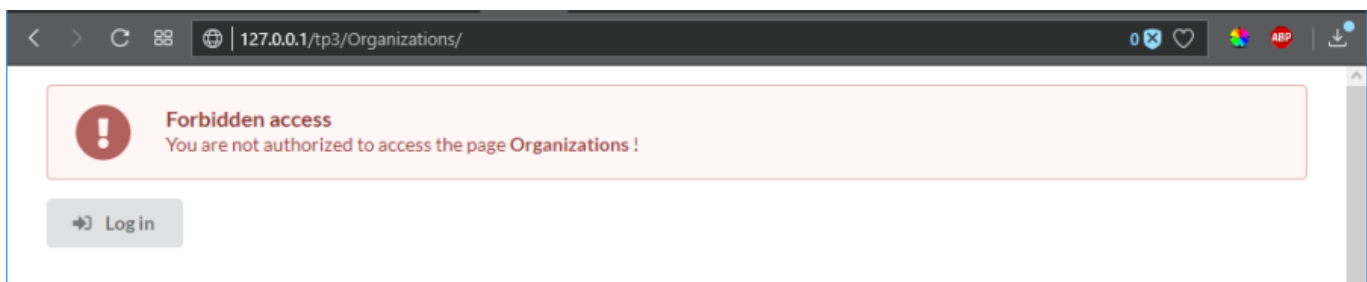 127.0.0.1/tp3/Organizations/
0
ABP
Forbidden access
You are not authorized to access the page Organizations !
Log in